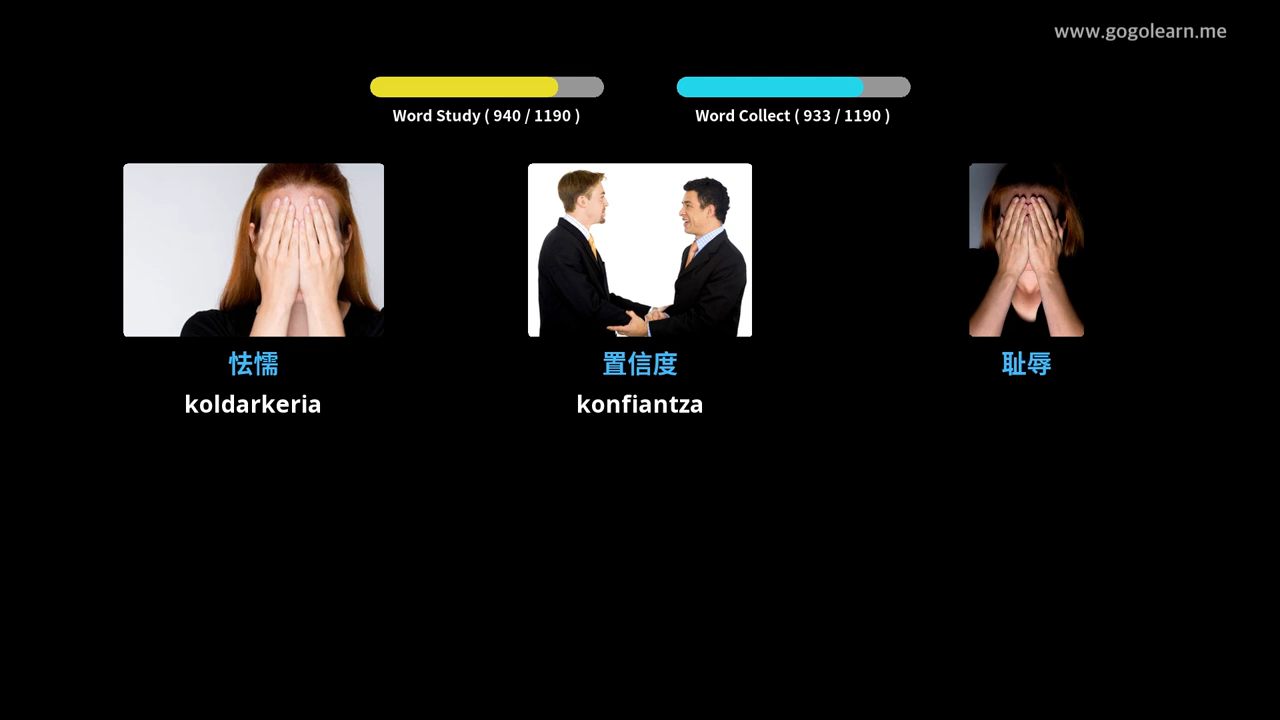 www.gogolearn.me
Word Study ( 940 / 1190 )
Word Collect ( 933 / 1190 )
怯懦
置信度
耻辱
koldarkeria
konfiantza